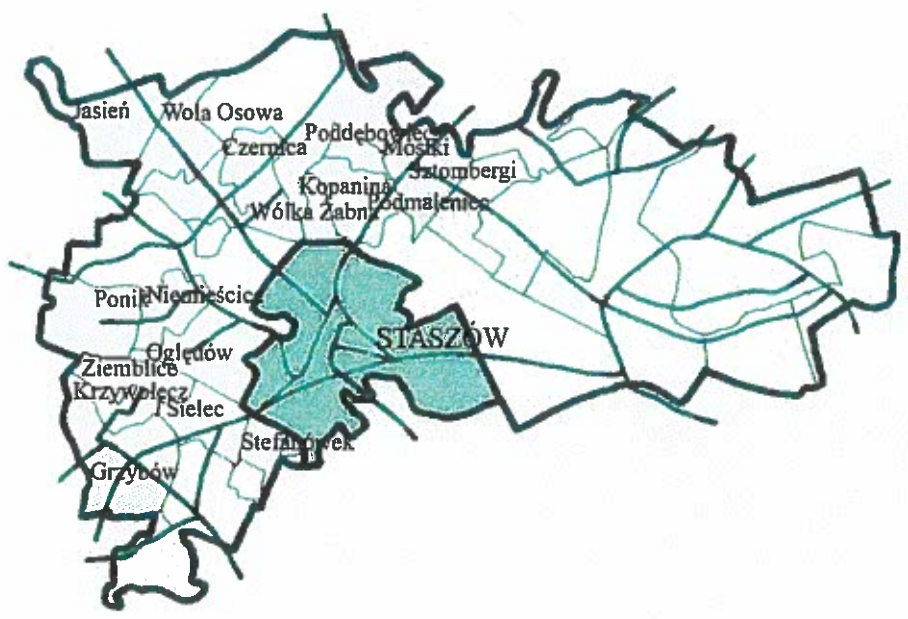 Jasień
Wola Osowa
Czernica
Poddębowiec
Mostki
Sztombergi
Kopanina
Podmaleniec
Wólka Żabna
Ponik
Niemieścice
STASZÓW
Oględów
Ziemblice
Krzywołęcz
Sielec
Stefanówek
Grzybów